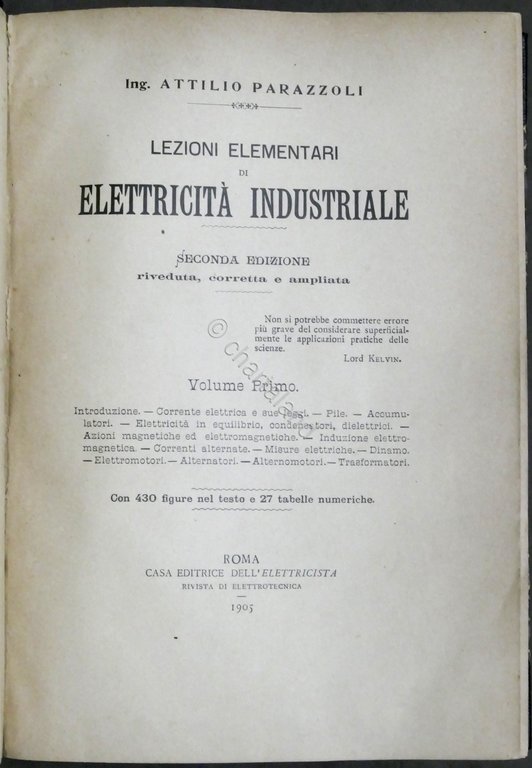 Ing. ATTILIO PARAZZOLI
LEZIONI ELEMENTARI
DI
ELETTRICITÀ INDUSTRIALE
SECONDA EDIZIONE
riveduta, corretta e ampliata
Non si potrebbe commettere errore
più grave del considerare superficial-
mente le applicazioni pratiche delle
scienze.
Lord KELVIN.
Volume Primo.
Introduzione. — Corrente elettrica e sue leggi. — Pile. — Accumu-
latori. — Elettricità in equilibrio, condensatori, dielettrici. —
Azioni magnetiche ed elettromagnetiche. — Induzione elettro-
magnetica. — Correnti alternate. — Misure elettriche. — Dinamo.
— Elettromotori. — Alternatori. — Alternomotori. — Trasformatori.
Con 430 figure nel testo e 27 tabelle numeriche.
ROMA
CASA EDITRICE DELL'ELETTRICISTA
RIVISTA DI ELETTROTECNICA
1905